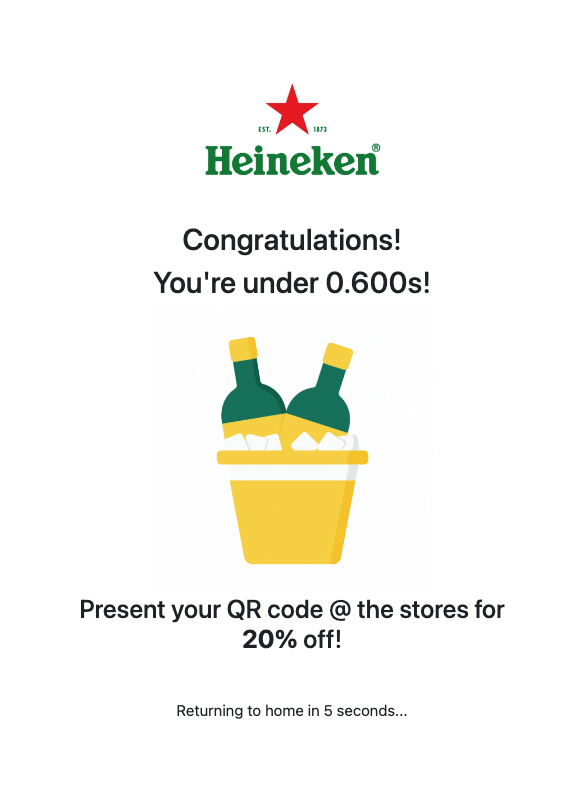 EST. 1873
Heineken®
Congratulations!
You're under 0.600s!
Present your QR code @ the stores for
20% off!
Returning to home in 5 seconds...